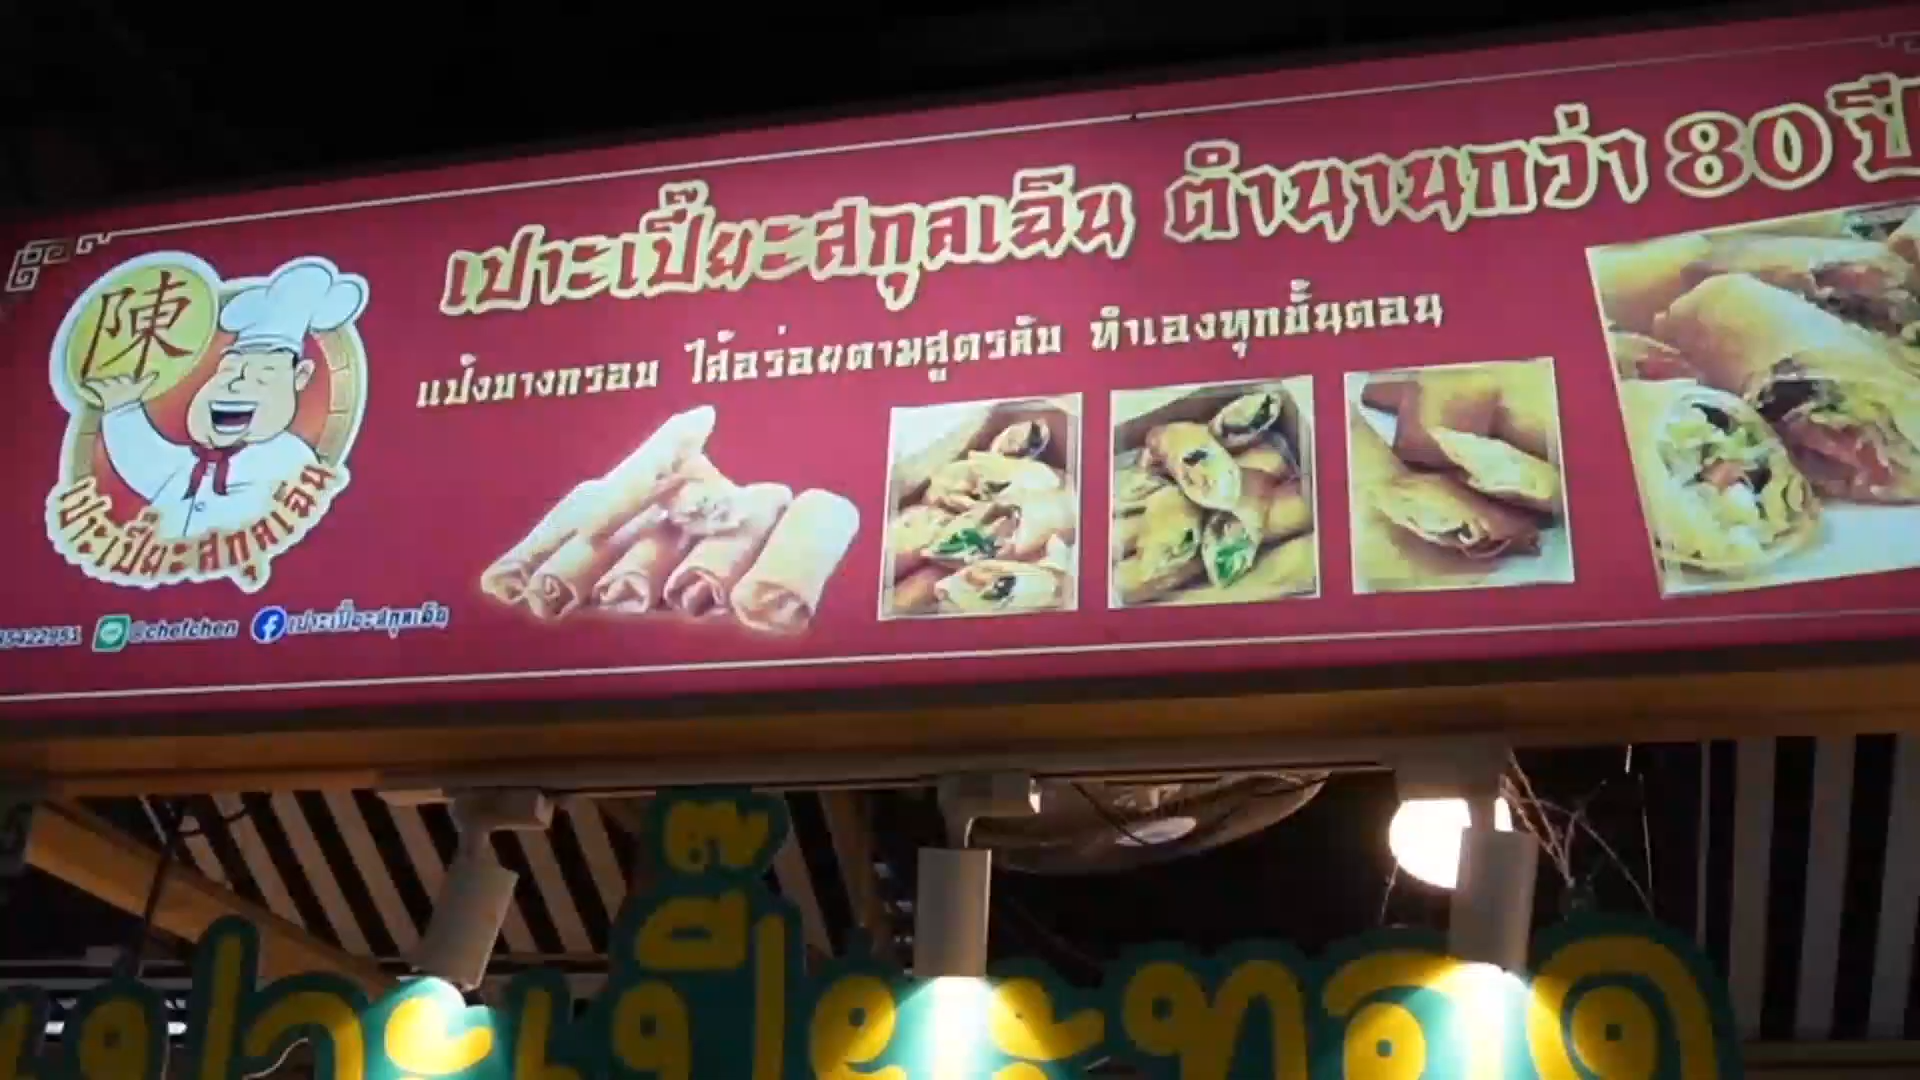 เปาะเปี๊ยะสกุลเฉิน ตำนานกว่า 80 ปี
แป้งบางกรอบ ไส้อร่อยตามสูตรลับ ทำเองทุกขั้นตอน
陳
เปาะเปี๊ยะสกุลเฉิน
@chefchen เปาะเปี๊ยะสกุลเฉิน
เปาะเปี๊ยะทอด